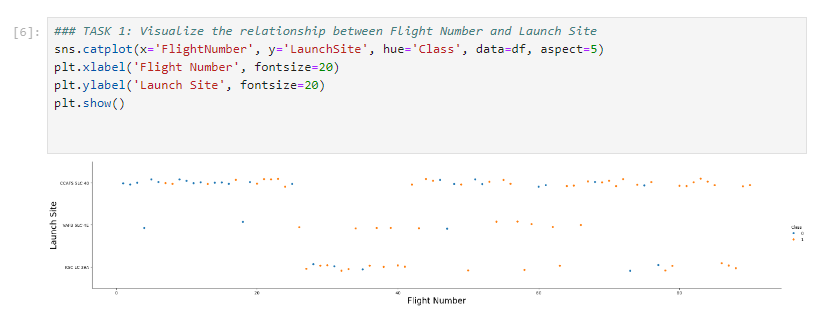 [6]:
### TASK 1: Visualize the relationship between Flight Number and Launch Site
sns.catplot(x='FlightNumber', y='LaunchSite', hue='Class', data=df, aspect=5)
plt.xlabel('Flight Number', fontsize=20)
plt.ylabel('Launch Site', fontsize=20)
plt.show()
CCAFS SLC 40
VAFB SLC 4E
KSC LC 39A
Launch Site
0 20 40 60 80
Flight Number
Class
0
1